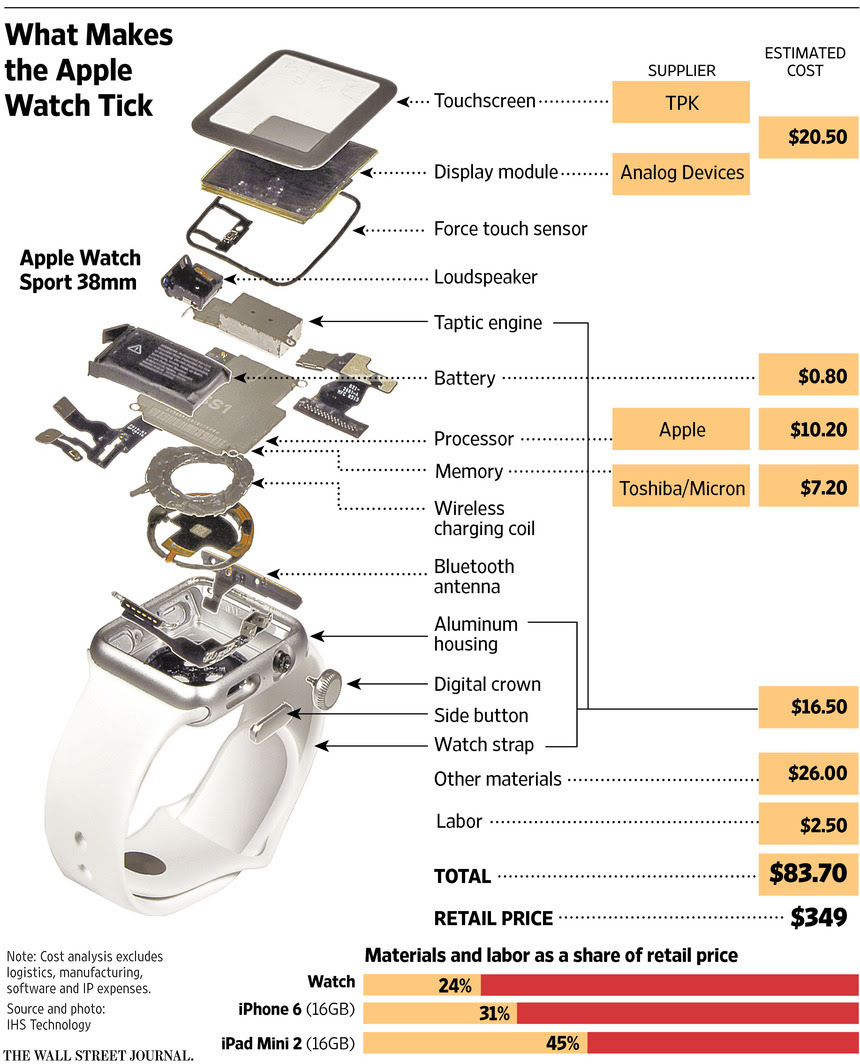 What Makes
the Apple
Watch Tick
SUPPLIER
ESTIMATED
COST
Touchscreen
TPK
$20.50
Display module
Analog Devices
Force touch sensor
Apple Watch
Sport 38mm
Loudspeaker
Taptic engine
Battery
$0.80
S1
Processor
Apple
$10.20
Memory
Toshiba/Micron
$7.20
Wireless
charging coil
Bluetooth
antenna
Aluminum
housing
Digital crown
Side button
$16.50
Watch strap
Other materials
$26.00
Labor
$2.50
TOTAL
$83.70
RETAIL PRICE
$349
Note: Cost analysis excludes
logistics, manufacturing,
software and IP expenses.
Source and photo:
IHS Technology
THE WALL STREET JOURNAL.
Materials and labor as a share of retail price
Watch
24%
iPhone 6 (16GB)
31%
iPad Mini 2 (16GB)
45%